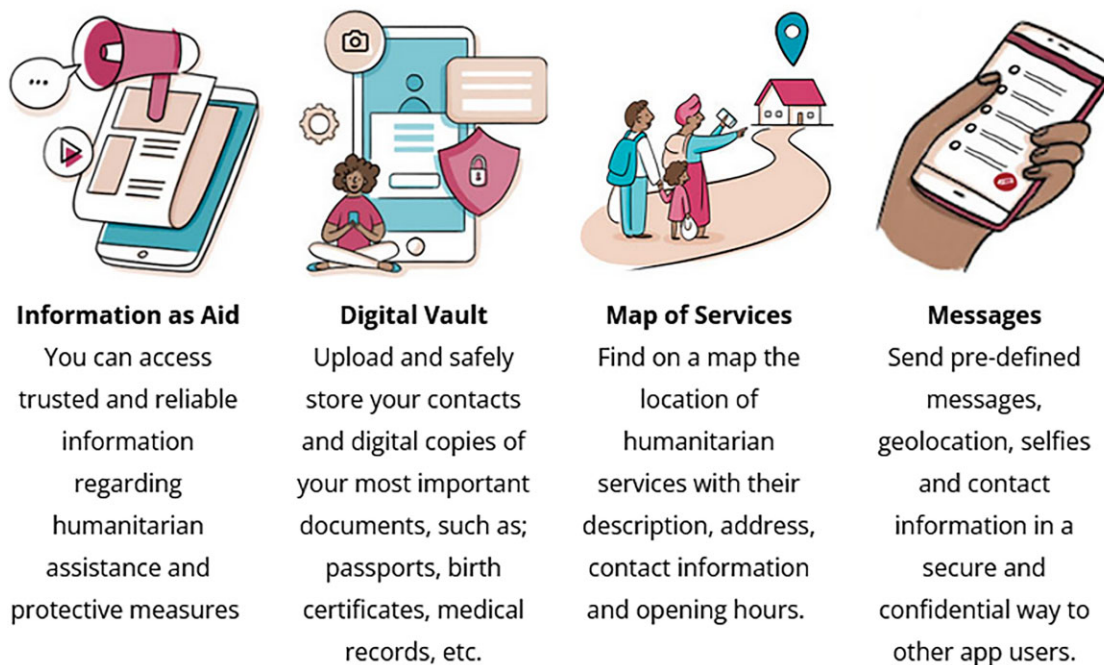 Information as Aid
You can access
trusted and reliable
information
regarding
humanitarian
assistance and
protective measures
Digital Vault
Upload and safely
store your contacts
and digital copies of
your most important
documents, such as;
passports, birth
certificates, medical
records, etc.
Map of Services
Find on a map the
location of
humanitarian
services with their
description, address,
contact information
and opening hours.
Messages
Send pre-defined
messages,
geolocation, selfies
and contact
information in a
secure and
confidential way to
other app users.